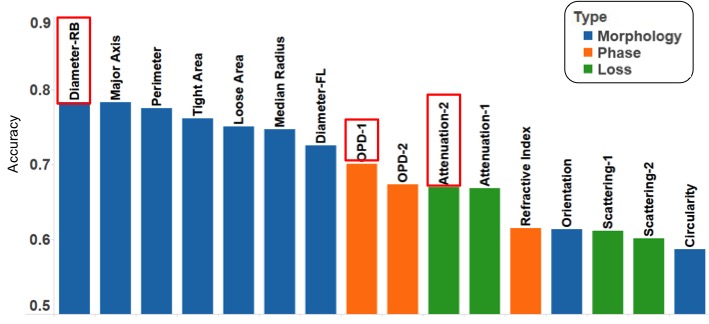 0.9
0.8
0.7
0.6
0.5
Accuracy
Diameter-RB
Major Axis
Perimeter
Tight Area
Loose Area
Median Radius
Diameter-FL
OPD-1
OPD-2
Attenuation-2
Attenuation-1
Refractive Index
Orientation
Scattering-1
Scattering-2
Circularity
Type
Morphology
Phase
Loss